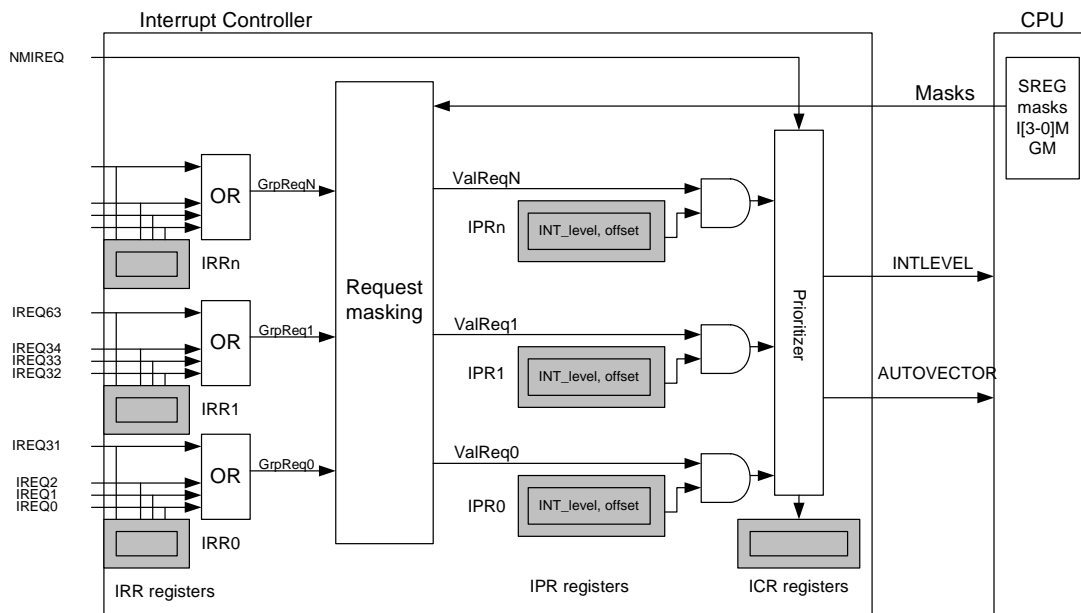 Interrupt Controller
CPU
NMIREQ
Masks
SREG
masks
I[3-0]M
GM
OR
GrpReqN
ValReqN
IPRn
INT_level, offset
IRRn
INTLEVEL
Request
masking
Prioritizer
IREQ63
OR
GrpReq1
ValReq1
IREQ34
IREQ33
IREQ32
IPR1
INT_level, offset
AUTOVECTOR
IRR1
IREQ31
OR
GrpReq0
ValReq0
IREQ2
IREQ1
IREQ0
IPR0
INT_level, offset
IRR0
IRR registers
IPR registers
ICR registers